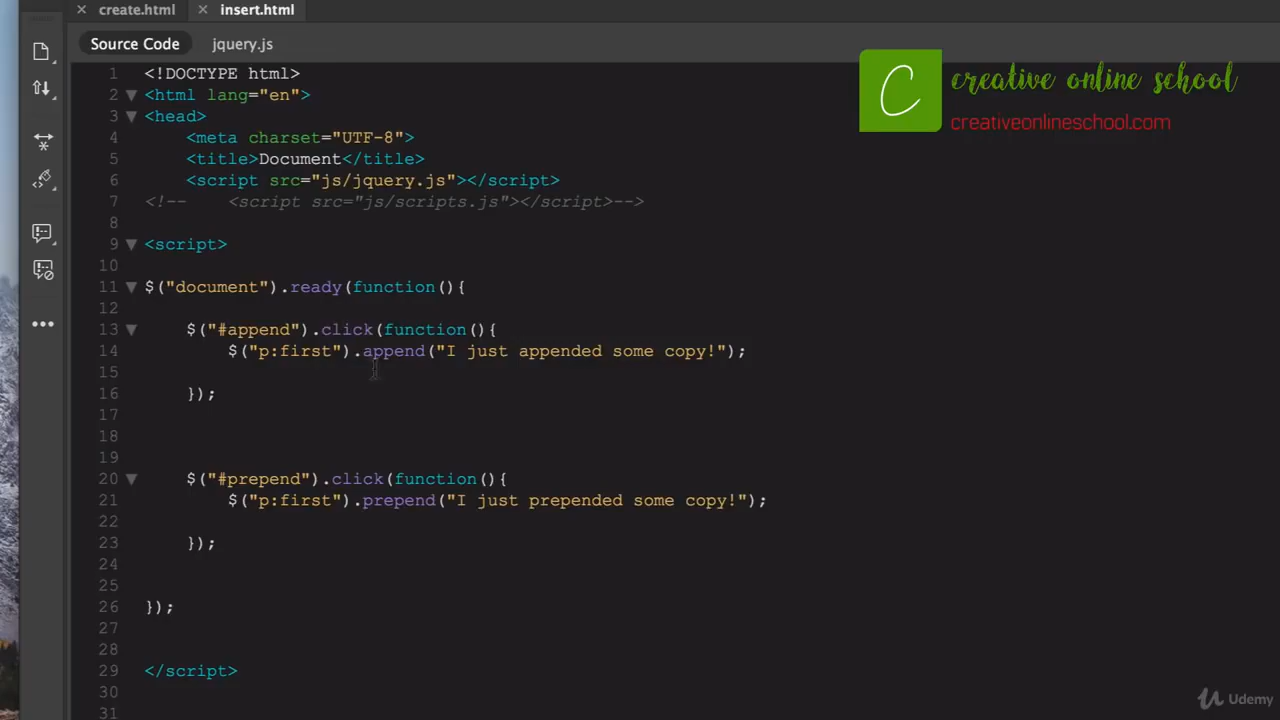 create.html
insert.html
Source Code
jquery.js
creative online school
creativeonlineschool.com
1 <!DOCTYPE html>
2 <html lang="en">
3 <head>
4 <meta charset="UTF-8">
5 <title>Document</title>
6 <script src="js/jquery.js"></script>
7 <!-- <script src="js/scripts.js"></script>-->
8
9 <script>
10
11 $("document").ready(function(){
12
13 $("#append").click(function(){
14 $("p:first").append("I just appended some copy!");
15
16 });
17
18
19
20 $("#prepend").click(function(){
21 $("p:first").prepend("I just prepended some copy!");
22
23 });
24
25
26 });
27
28
29 </script>
30
31
Udemy